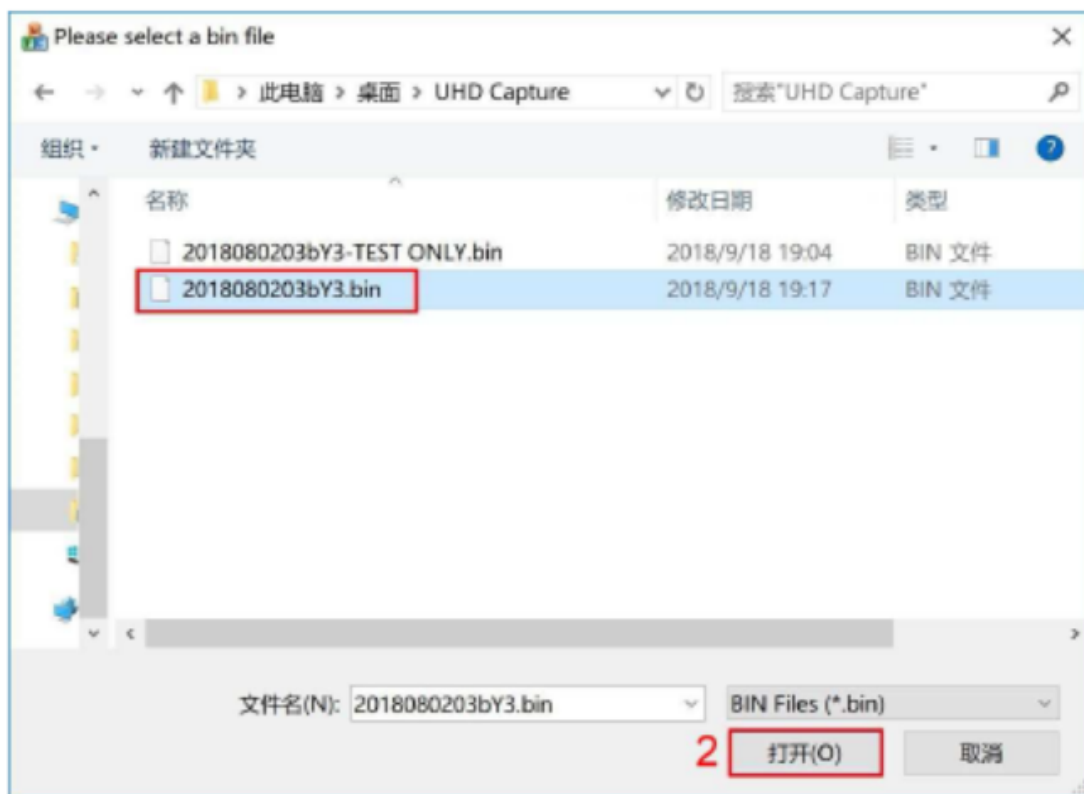 Please select a bin file
此电脑 > 桌面 > UHD Capture
搜索"UHD Capture"
组织
新建文件夹
名称 修改日期 类型
2018080203bY3-TEST ONLY.bin 2018/9/18 19:04 BIN 文件
2018080203bY3.bin 2018/9/18 19:17 BIN 文件
文件名(N): 2018080203bY3.bin BIN Files (*.bin)
2 打开(O) 取消